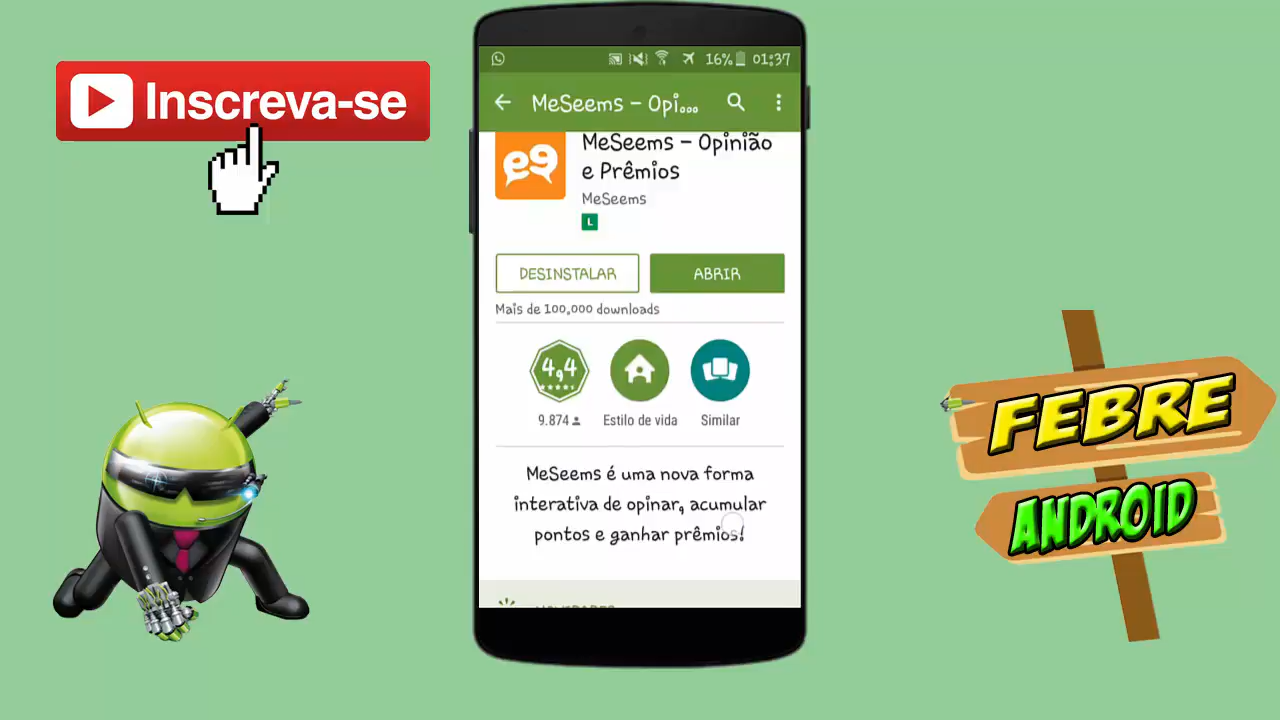 Inscreva-se
16% 01:37
MeSeems – Opi...
MeSeems – Opinião
e Prêmios
MeSeems
L
DESINSTALAR
ABRIR
Mais de 100,000 downloads
4,4
9.874
Estilo de vida
Similar
MeSeems é uma nova forma
interativa de opinar, acumular
pontos e ganhar prêmios!
NOVIDADES
FEBRE
ANDROID